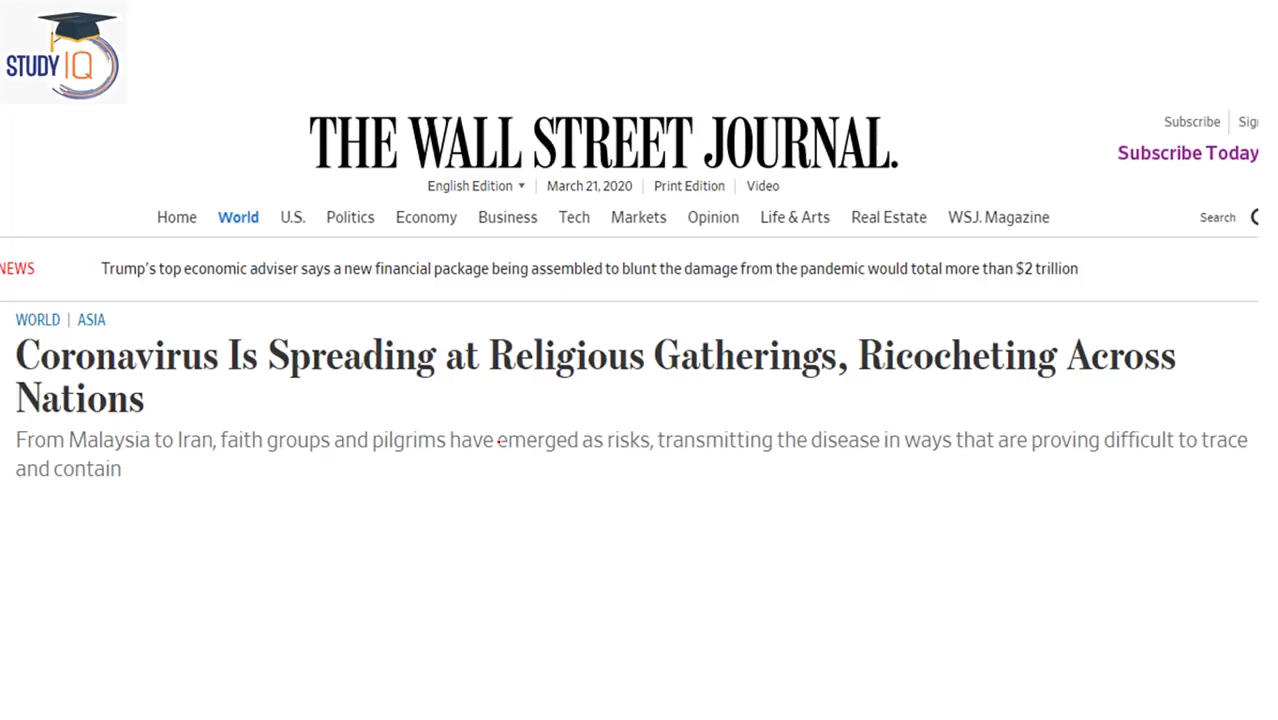 STUDY IQ
THE WALL STREET JOURNAL.
Subscribe
Subscribe Today
English Edition
March 21, 2020
Print Edition
Video
Home World U.S. Politics Economy Business Tech Markets Opinion Life & Arts Real Estate WSJ. Magazine Search
NEWS Trump's top economic adviser says a new financial package being assembled to blunt the damage from the pandemic would total more than $2 trillion
WORLD | ASIA
Coronavirus Is Spreading at Religious Gatherings, Ricocheting Across
Nations
From Malaysia to Iran, faith groups and pilgrims have emerged as risks, transmitting the disease in ways that are proving difficult to trace
and contain